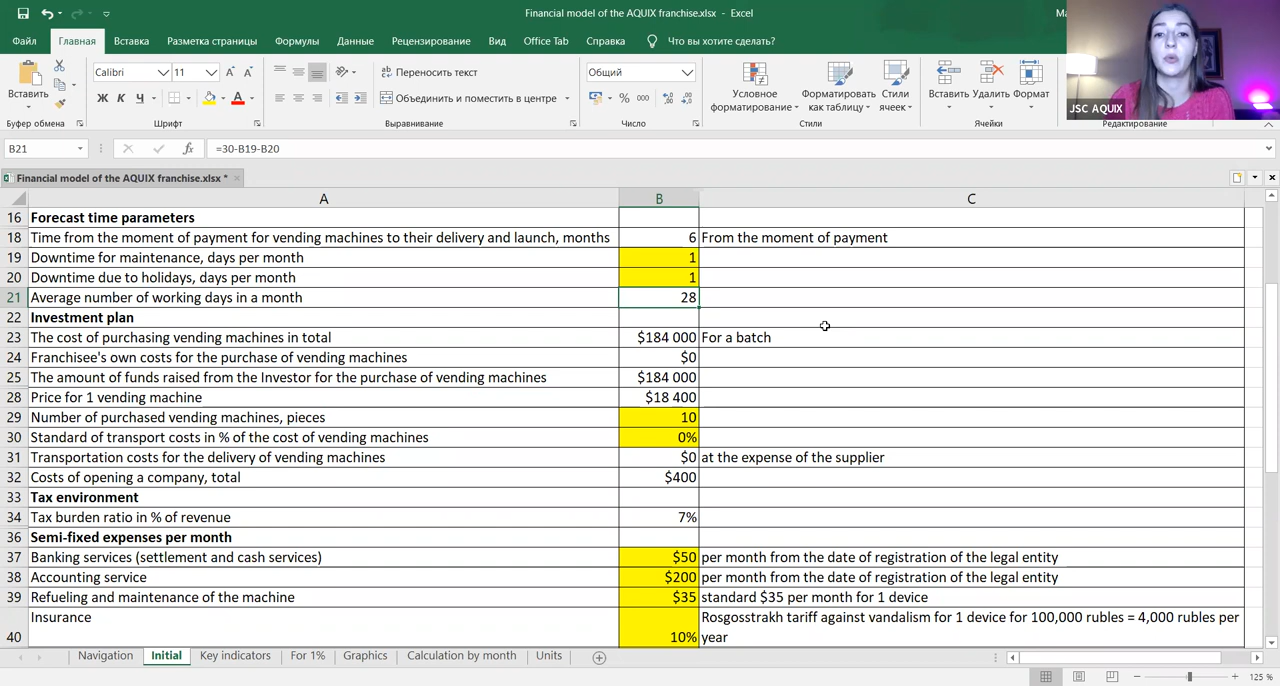 Financial model of the AQUIX franchise.xlsx - Excel
Ma
Файл Главная Вставка Разметка страницы Формулы Данные Рецензирование Вид Office Tab Справка Что вы хотите сделать?
Вставить
Буфер обмена
Calibri 11
Ж К Ч
Шрифт
Переносить текст
Объединить и поместить в центре
Выравнивание
Общий
% 000
Число
Условное форматирование
Форматировать как таблицу
Стили ячеек
Стили
Вставить Удалить Формат
Ячейки
Редактирование
JSC AQUIX
B21 fx =30-B19-B20
Financial model of the AQUIX franchise.xlsx *
A B C
16 Forecast time parameters
18 Time from the moment of payment for vending machines to their delivery and launch, months 6 From the moment of payment
19 Downtime for maintenance, days per month 1
20 Downtime due to holidays, days per month 1
21 Average number of working days in a month 28
22 Investment plan
23 The cost of purchasing vending machines in total $184 000 For a batch
24 Franchisee's own costs for the purchase of vending machines $0
25 The amount of funds raised from the Investor for the purchase of vending machines $184 000
28 Price for 1 vending machine $18 400
29 Number of purchased vending machines, pieces 10
30 Standard of transport costs in % of the cost of vending machines 0%
31 Transportation costs for the delivery of vending machines $0 at the expense of the supplier
32 Costs of opening a company, total $400
33 Tax environment
34 Tax burden ratio in % of revenue 7%
36 Semi-fixed expenses per month
37 Banking services (settlement and cash services) $50 per month from the date of registration of the legal entity
38 Accounting service $200 per month from the date of registration of the legal entity
39 Refueling and maintenance of the machine $35 standard $35 per month for 1 device
40 Insurance 10% Rosgosstrakh tariff against vandalism for 1 device for 100,000 rubles = 4,000 rubles per
year
Navigation Initial Key indicators For 1% Graphics Calculation by month Units
125 %